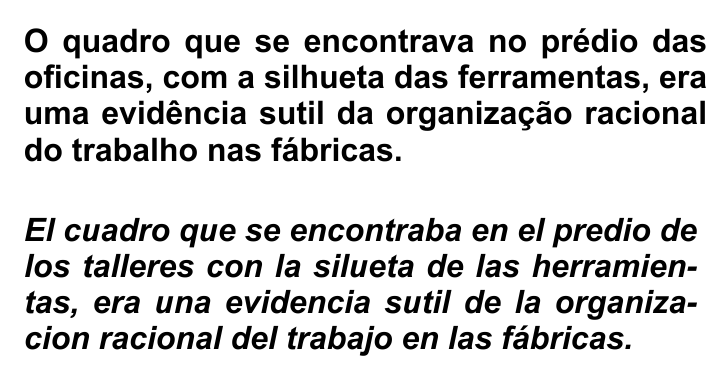 O quadro que se encontrava no prédio das
oficinas, com a silhueta das ferramentas, era
uma evidência sutil da organização racional
do trabalho nas fábricas.
El cuadro que se encontraba en el predio de
los talleres con la silueta de las herramien-
tas, era una evidencia sutil de la organiza-
cion racional del trabajo en las fábricas.